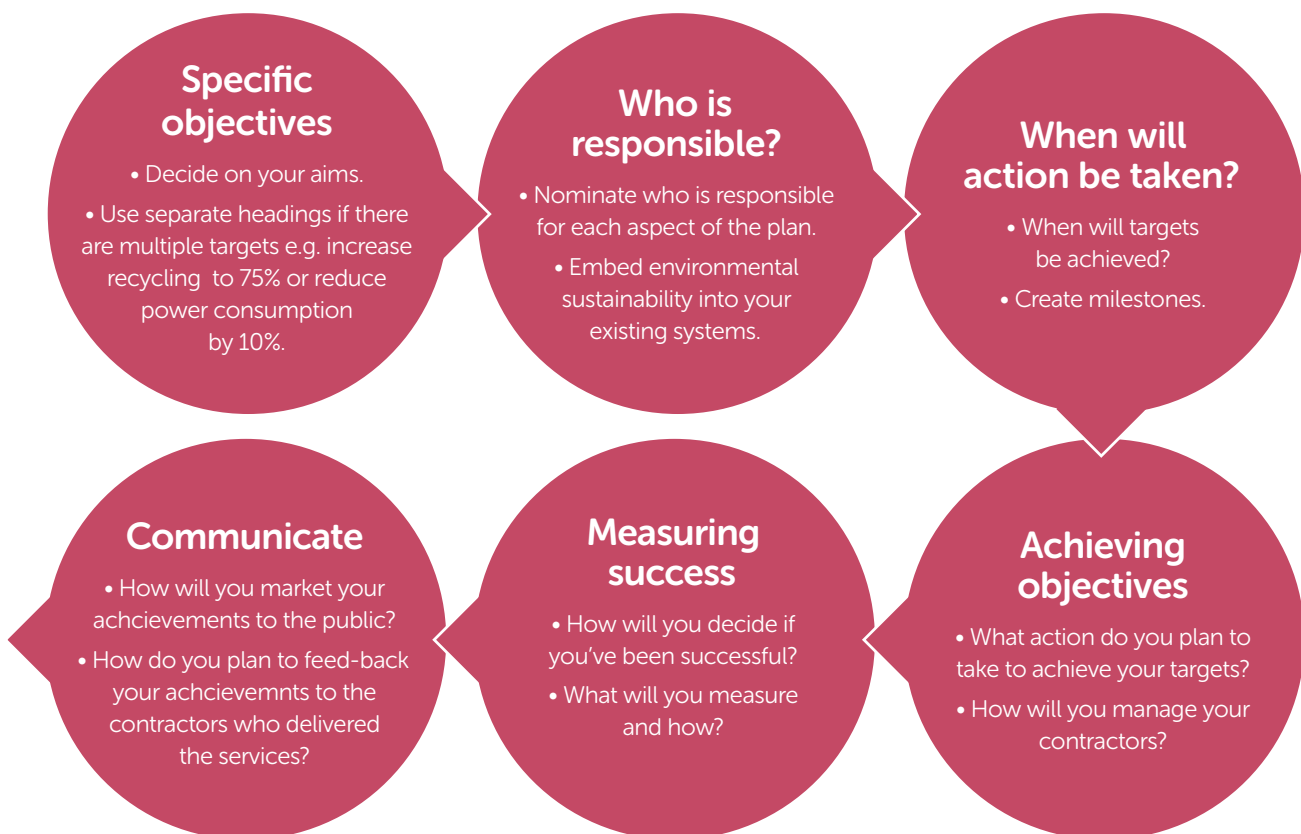 Specific
objectives
• Decide on your aims.
• Use separate headings if there
are multiple targets e.g. increase
recycling  to 75% or reduce
power consumption
by 10%.
Who is
responsible?
• Nominate who is responsible
for each aspect of the plan.
• Embed environmental
sustainability into your
existing systems.
When will
action be taken?
• When will targets
be achieved?
• Create milestones.
Achieving
objectives
• What action do you plan to
take to achieve your targets?
• How will you manage your
contractors?
Measuring
success
• How will you decide if
you've been successful?
• What will you measure
and how?
Communicate
• How will you market your
achcievements to the public?
• How do you plan to feed-back
your achcievemnts to the
contractors who delivered
the services?